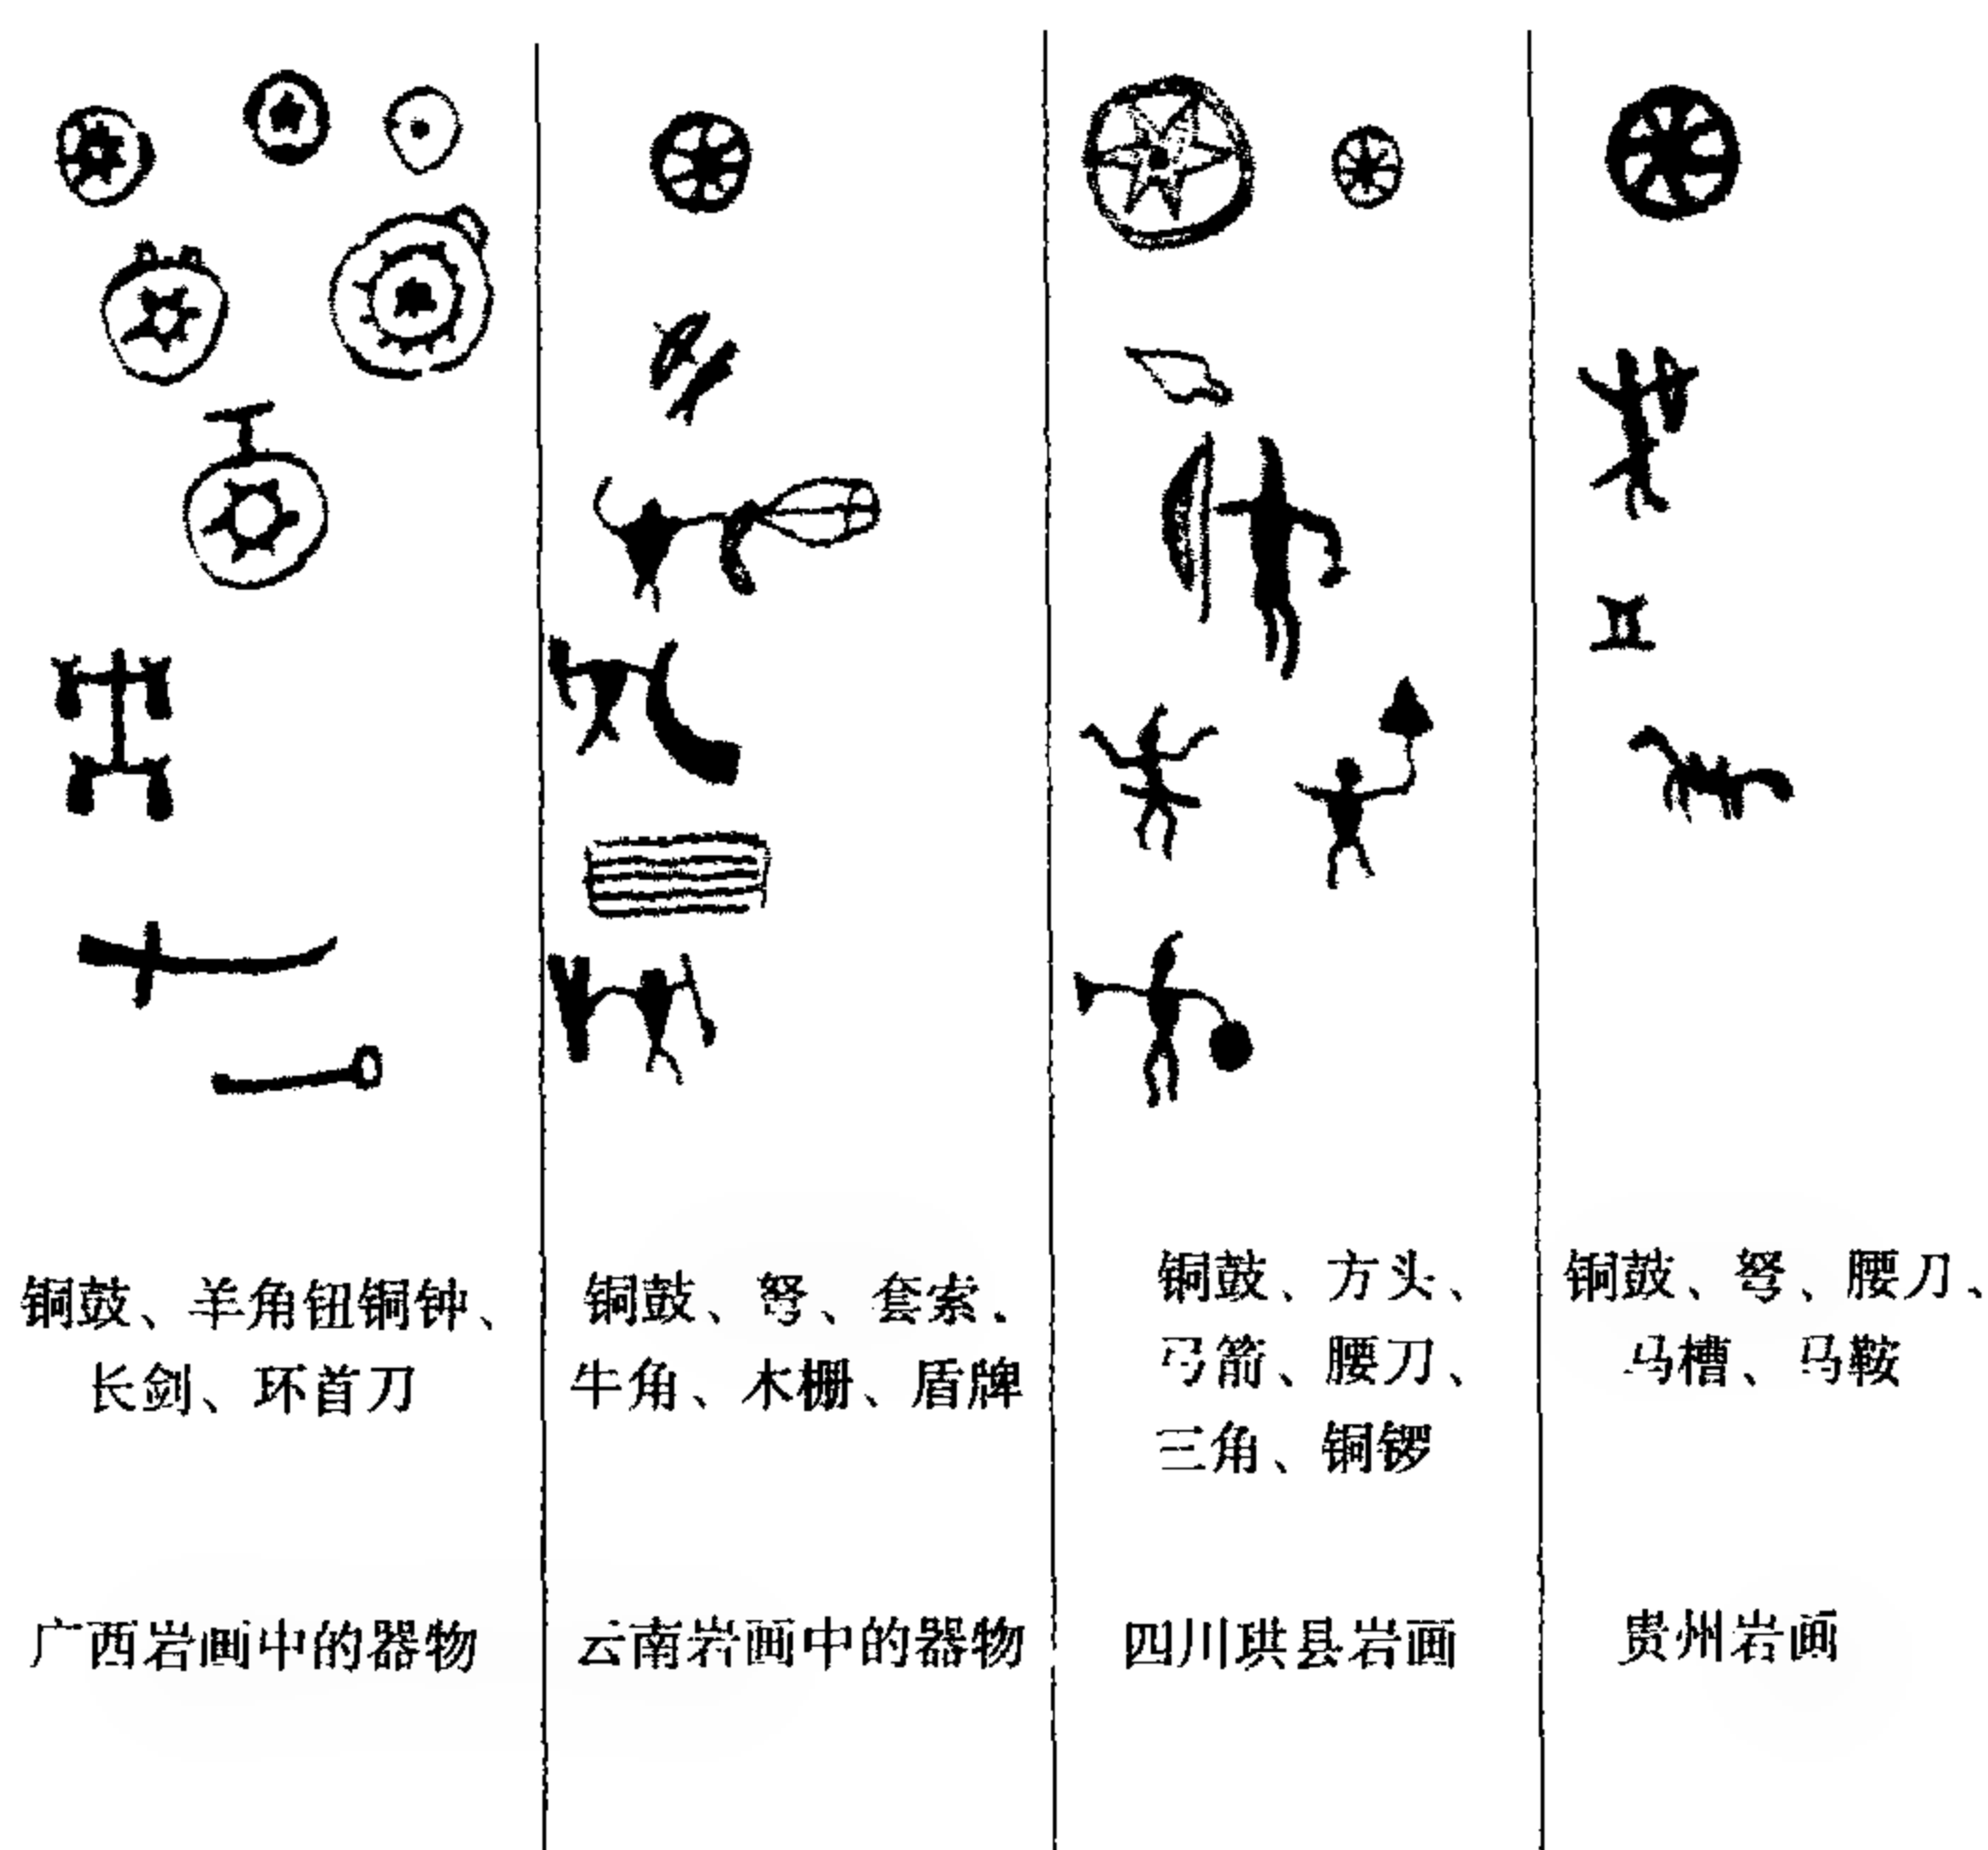 铜鼓、羊角钮铜钟、
长剑、环首刀
广西岩画中的器物
铜鼓、弩、套索.
牛角、木栅、盾牌
云南岩画中的器物
铜鼓、方头、
弓箭、腰刀、
三角、铜锣
四川珙县岩画
铜鼓、弩、腰刀、
马槽、马鞍
贵州岩画